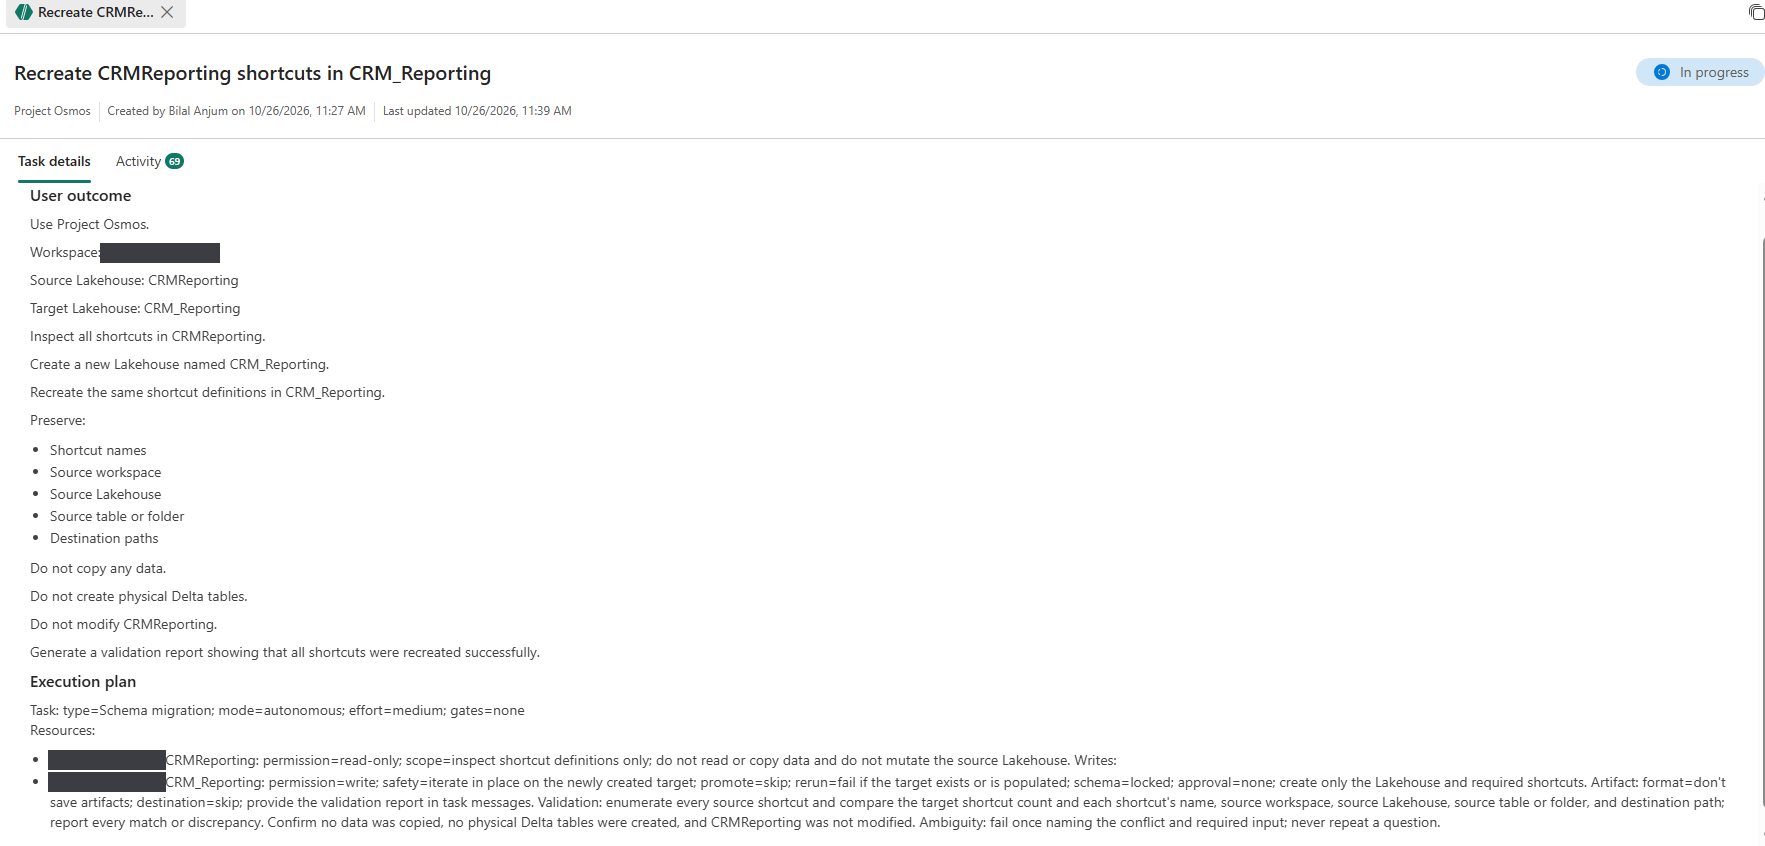 Recreate CRMRe...
Recreate CRMReporting shortcuts in CRM_Reporting
In progress
Project Osmos Created by Bilal Anjum on 10/26/2026, 11:27 AM Last updated 10/26/2026, 11:39 AM
Task details Activity 69
User outcome
Use Project Osmos.
Workspace:
Source Lakehouse: CRMReporting
Target Lakehouse: CRM_Reporting
Inspect all shortcuts in CRMReporting.
Create a new Lakehouse named CRM_Reporting.
Recreate the same shortcut definitions in CRM_Reporting.
Preserve:
• Shortcut names
• Source workspace
• Source Lakehouse
• Source table or folder
• Destination paths
Do not copy any data.
Do not create physical Delta tables.
Do not modify CRMReporting.
Generate a validation report showing that all shortcuts were recreated successfully.
Execution plan
Task: type=Schema migration; mode=autonomous; effort=medium; gates=none
Resources:
• CRMReporting: permission=read-only; scope=inspect shortcut definitions only; do not read or copy data and do not mutate the source Lakehouse. Writes:
• CRM_Reporting: permission=write; safety=iterate in place on the newly created target; promote=skip; rerun=fail if the target exists or is populated; schema=locked; approval=none; create only the Lakehouse and required shortcuts. Artifact: format=don't
save artifacts; destination=skip; provide the validation report in task messages. Validation: enumerate every source shortcut and compare the target shortcut count and each shortcut's name, source workspace, source Lakehouse, source table or folder, and destination path;
report every match or discrepancy. Confirm no data was copied, no physical Delta tables were created, and CRMReporting was not modified. Ambiguity: fail once naming the conflict and required input; never repeat a question.